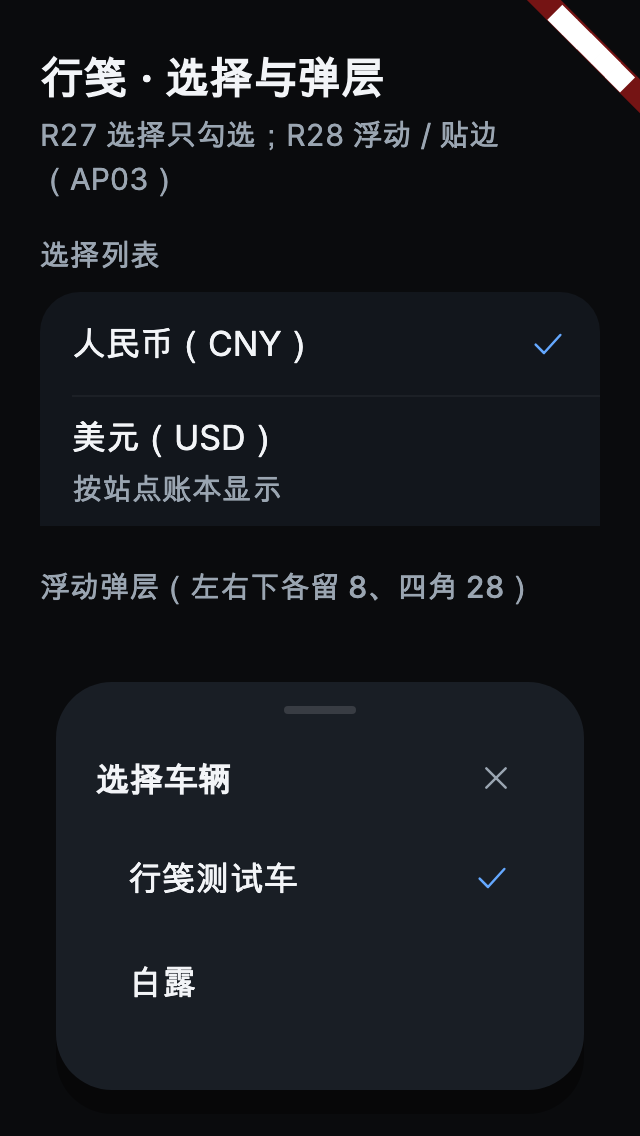 行笺 · 选择与弹层
R27 选择只勾选；R28 浮动 / 贴边
（AP03）
选择列表
人民币（CNY）
美元（USD）
按站点账本显示
浮动弹层（左右下各留 8、四角 28）
选择车辆
行笺测试车
白露